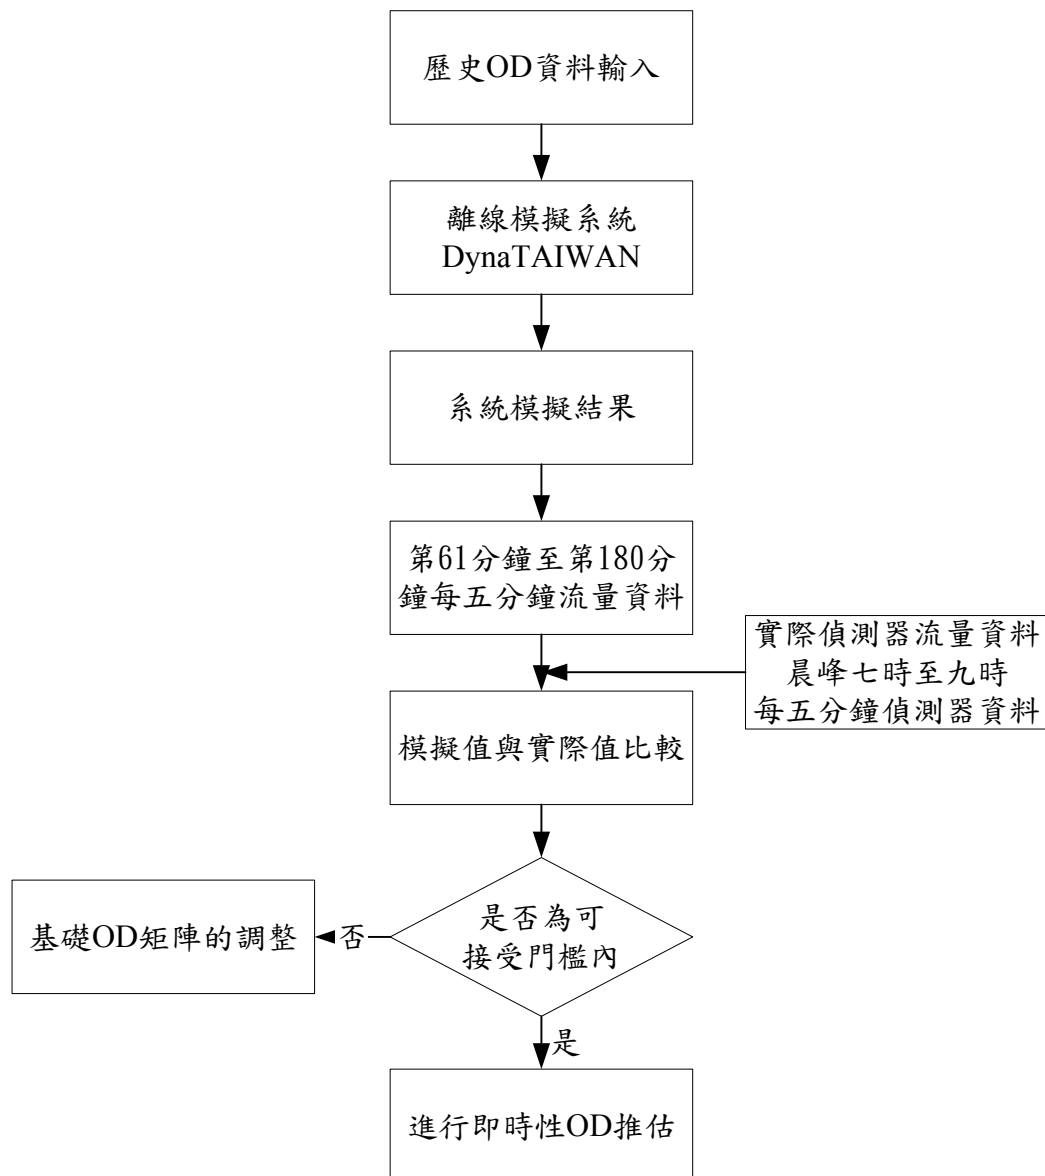 歷史OD資料輸入
離線模擬系統
DynaTAIWAN
系統模擬結果
第61分鐘至第180分
鐘每五分鐘流量資料
實際偵測器流量資料
晨峰七時至九時
每五分鐘偵測器資料
模擬值與實際值比較
是否為可
接受門檻內
否
基礎OD矩陣的調整
是
進行即時性OD推估